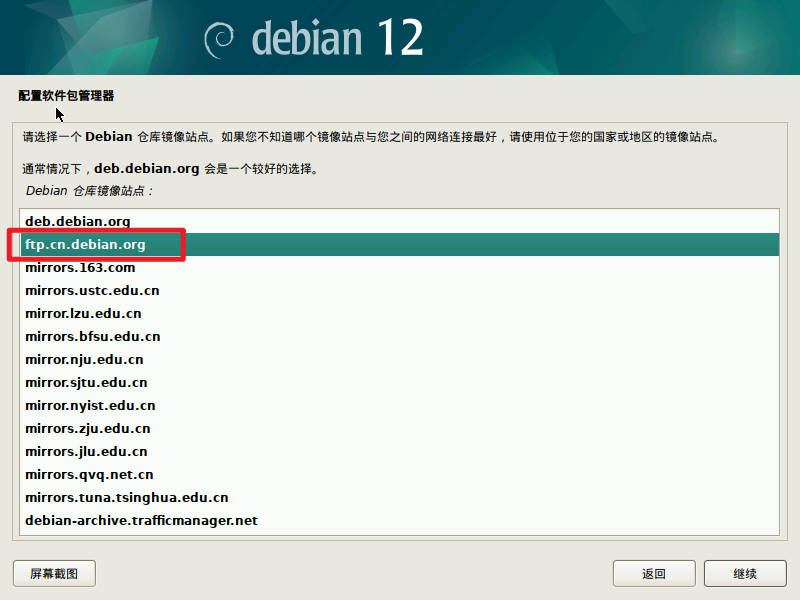 debian 12
配置软件包管理器
请选择一个 Debian 仓库镜像站点。如果您不知道哪个镜像站点与您之间的网络连接最好，请使用位于您的国家或地区的镜像站点。
通常情况下，deb.debian.org 会是一个较好的选择。
Debian 仓库镜像站点：
deb.debian.org
ftp.cn.debian.org
mirrors.163.com
mirrors.ustc.edu.cn
mirror.lzu.edu.cn
mirrors.bfsu.edu.cn
mirror.nju.edu.cn
mirror.sjtu.edu.cn
mirror.nyist.edu.cn
mirrors.zju.edu.cn
mirrors.jlu.edu.cn
mirrors.qvq.net.cn
mirrors.tuna.tsinghua.edu.cn
debian-archive.trafficmanager.net
屏幕截图
返回
继续